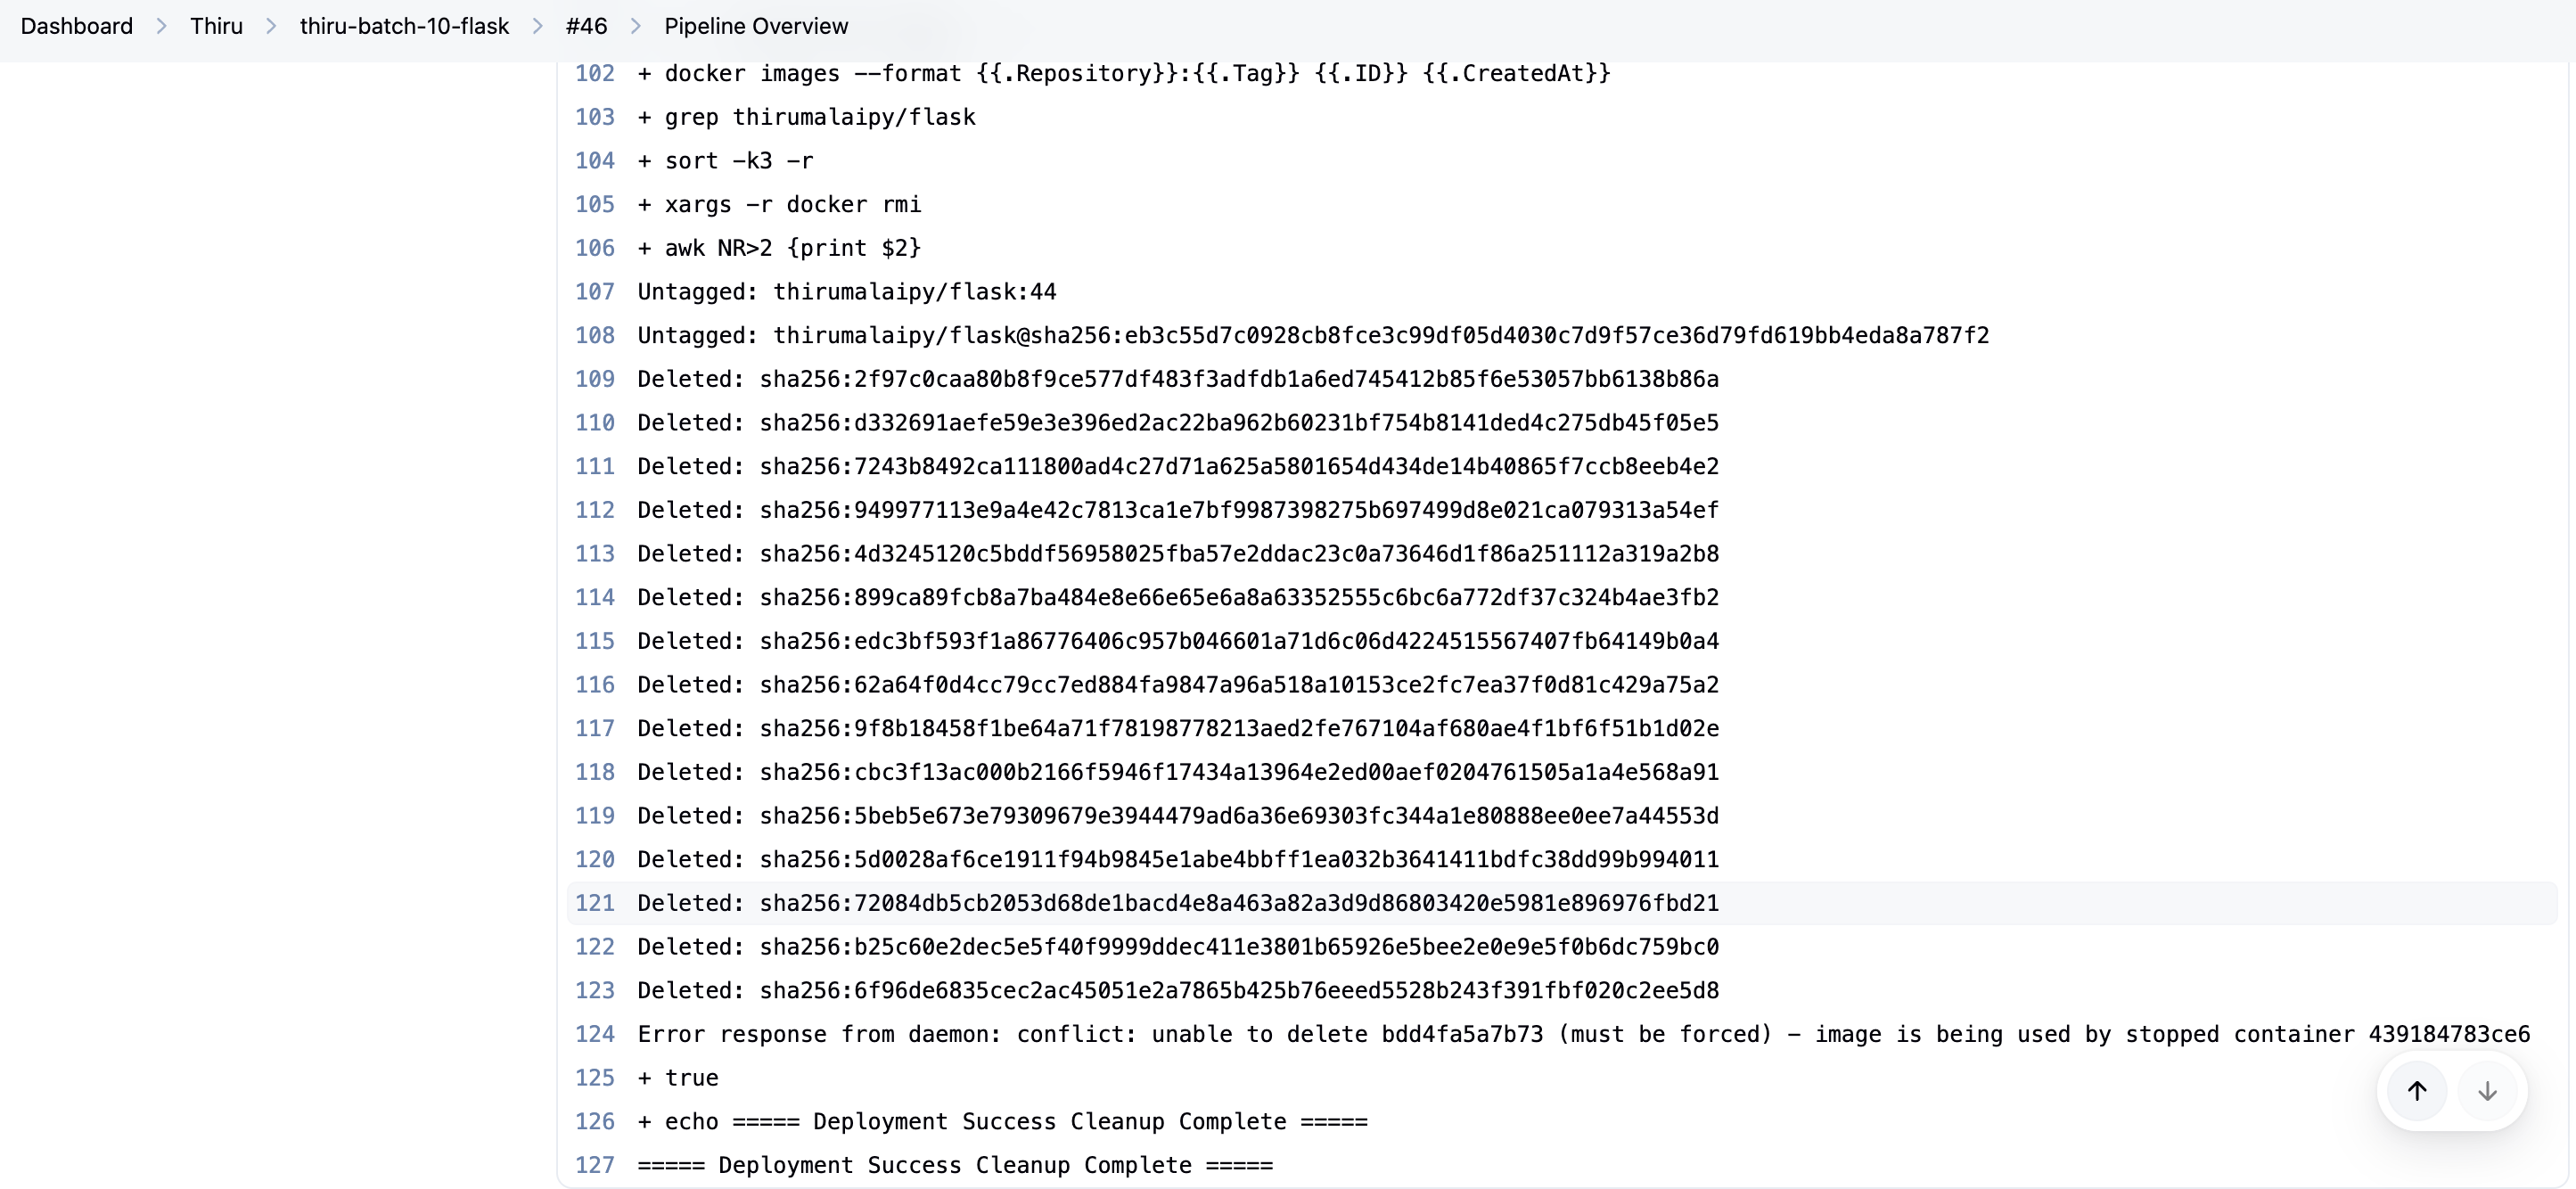 Dashboard > Thiru > thiru-batch-10-flask > #46 > Pipeline Overview
102 + docker images --format {{.Repository}}:{{.Tag}} {{.ID}} {{.CreatedAt}}
103 + grep thirumalaipy/flask
104 + sort -k3 -r
105 + xargs -r docker rmi
106 + awk NR>2 {print $2}
107 Untagged: thirumalaipy/flask:44
108 Untagged: thirumalaipy/flask@sha256:eb3c55d7c0928cb8fce3c99df05d4030c7d9f57ce36d79fd619bb4eda8a787f2
109 Deleted: sha256:2f97c0caa80b8f9ce577df483f3adfdb1a6ed745412b85f6e53057bb6138b86a
110 Deleted: sha256:d332691aefe59e3e396ed2ac22ba962b60231bf754b8141ded4c275db45f05e5
111 Deleted: sha256:7243b8492ca111800ad4c27d71a625a5801654d434de14b40865f7ccb8eeb4e2
112 Deleted: sha256:949977113e9a4e42c7813ca1e7bf9987398275b697499d8e021ca079313a54ef
113 Deleted: sha256:4d3245120c5bddf56958025fba57e2ddac23c0a73646d1f86a251112a319a2b8
114 Deleted: sha256:899ca89fcb8a7ba484e8e66e65e6a8a63352555c6bc6a772df37c324b4ae3fb2
115 Deleted: sha256:edc3bf593f1a86776406c957b046601a71d6c06d4224515567407fb64149b0a4
116 Deleted: sha256:62a64f0d4cc79cc7ed884fa9847a96a518a10153ce2fc7ea37f0d81c429a75a2
117 Deleted: sha256:9f8b18458f1be64a71f78198778213aed2fe767104af680ae4f1bf6f51b1d02e
118 Deleted: sha256:cbc3f13ac000b2166f5946f17434a13964e2ed00aef0204761505a1a4e568a91
119 Deleted: sha256:5beb5e673e79309679e3944479ad6a36e69303fc344a1e80888ee0ee7a44553d
120 Deleted: sha256:5d0028af6ce1911f94b9845e1abe4bbff1ea032b3641411bdfc38dd99b994011
121 Deleted: sha256:72084db5cb2053d68de1bacd4e8a463a82a3d9d86803420e5981e896976fbd21
122 Deleted: sha256:b25c60e2dec5e5f40f9999ddec411e3801b65926e5bee2e0e9e5f0b6dc759bc0
123 Deleted: sha256:6f96de6835cec2ac45051e2a7865b425b76eeed5528b243f391fbf020c2ee5d8
124 Error response from daemon: conflict: unable to delete bdd4fa5a7b73 (must be forced) - image is being used by stopped container 439184783ce6
125 + true
126 + echo ===== Deployment Success Cleanup Complete =====
127 ===== Deployment Success Cleanup Complete =====